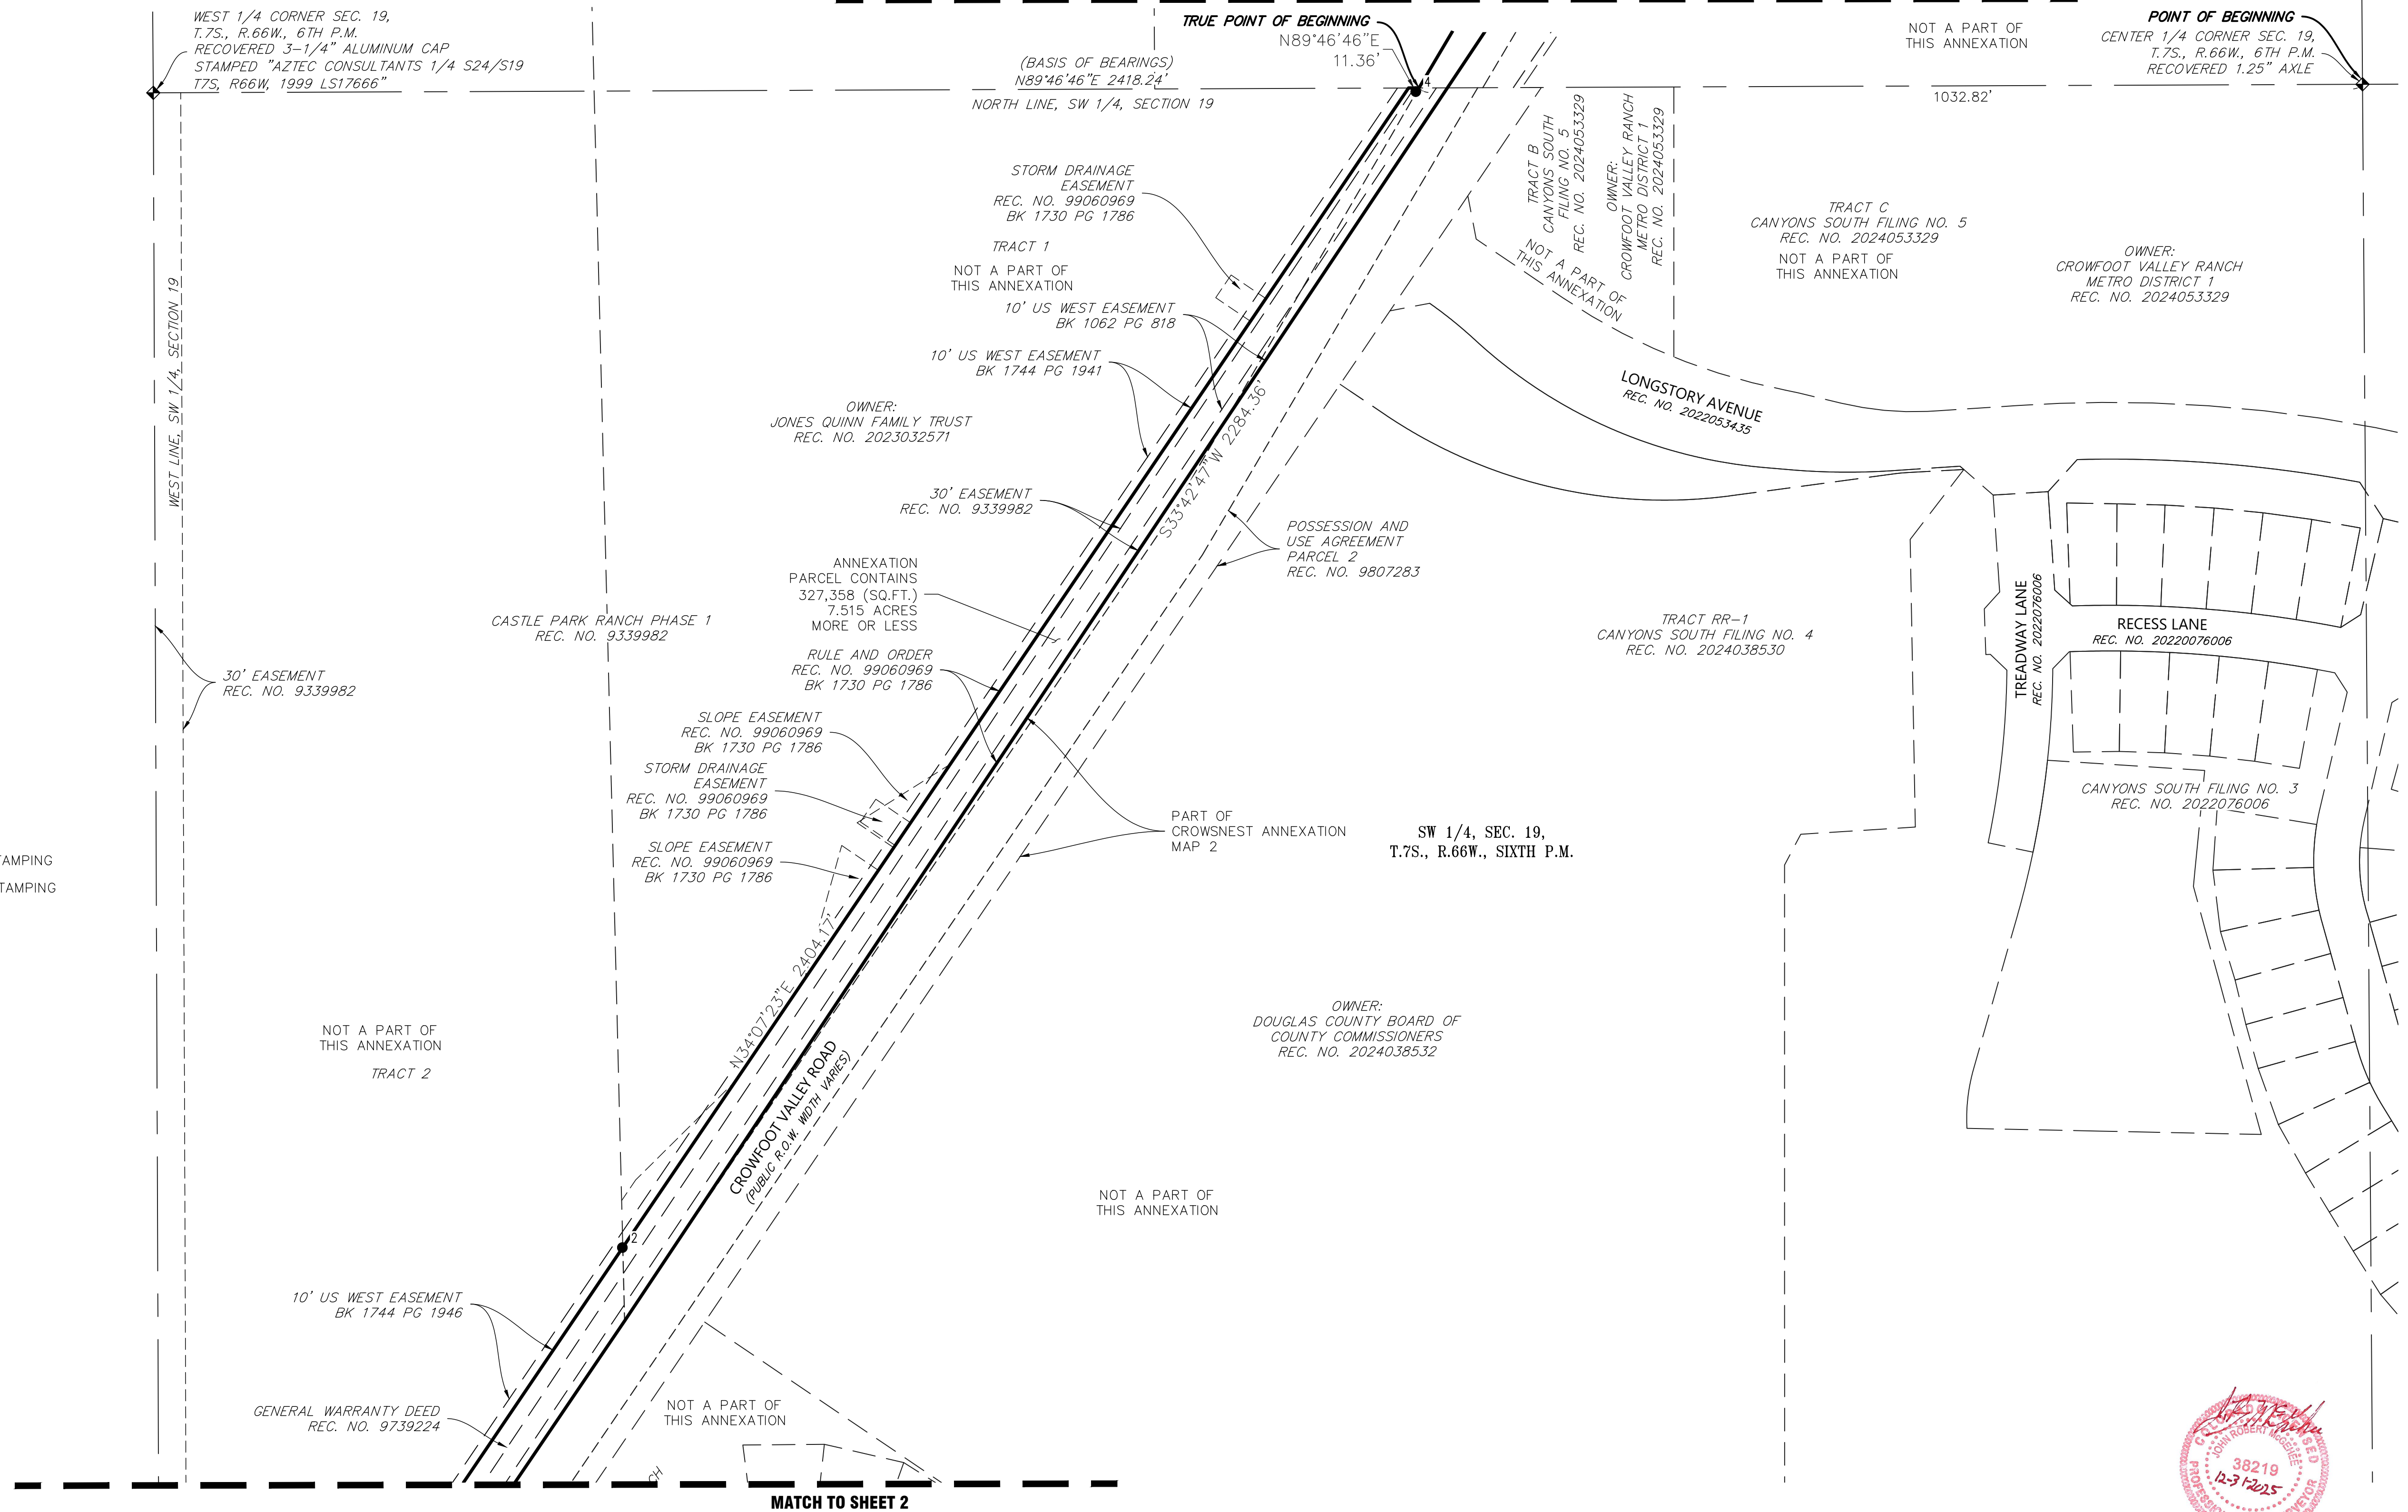 WEST 1/4 CORNER SEC. 19,
T.7S., R.66W., 6TH P.M.
RECOVERED 3-1/4" ALUMINUM CAP
STAMPED "AZTEC CONSULTANTS 1/4 S24/S19
T7S, R66W, 1999 LS17666"
(BASIS OF BEARINGS)
N89°46'46"E 2418.24'
NORTH LINE, SW 1/4, SECTION 19
TRUE POINT OF BEGINNING
N89°46'46"E
11.36'
4
NOT A PART OF
THIS ANNEXATION
POINT OF BEGINNING
CENTER 1/4 CORNER SEC. 19,
T.7S., R.66W., 6TH P.M.
RECOVERED 1.25" AXLE
1032.82'
WEST LINE, SW 1/4, SECTION 19
STORM DRAINAGE
EASEMENT
REC. NO. 99060969
BK 1730 PG 1786
TRACT 1
NOT A PART OF
THIS ANNEXATION
10' US WEST EASEMENT
BK 1062 PG 818
10' US WEST EASEMENT
BK 1744 PG 1941
OWNER:
JONES QUINN FAMILY TRUST
REC. NO. 2023032571
30' EASEMENT
REC. NO. 9339982
S33°42'47"W 2284.36'
TRACT B
CANYONS SOUTH
FILING NO. 5
REC. NO. 2024053329
OWNER:
CROWFOOT VALLEY RANCH
METRO DISTRICT 1
REC. NO. 2024053329
NOT A PART OF
THIS ANNEXATION
TRACT C
CANYONS SOUTH FILING NO. 5
REC. NO. 2024053329
NOT A PART OF
THIS ANNEXATION
OWNER:
CROWFOOT VALLEY RANCH
METRO DISTRICT 1
REC. NO. 2024053329
LONGSTORY AVENUE
REC. NO. 2022053435
POSSESSION AND
USE AGREEMENT
PARCEL 2
REC. NO. 9807283
ANNEXATION
PARCEL CONTAINS
327,358 (SQ.FT.)
7.515 ACRES
MORE OR LESS
CASTLE PARK RANCH PHASE 1
REC. NO. 9339982
RULE AND ORDER
REC. NO. 99060969
BK 1730 PG 1786
30' EASEMENT
REC. NO. 9339982
TRACT RR-1
CANYONS SOUTH FILING NO. 4
REC. NO. 2024038530
TREADWAY LANE
REC. NO. 2022076006
RECESS LANE
REC. NO. 20220076006
SLOPE EASEMENT
REC. NO. 99060969
BK 1730 PG 1786
STORM DRAINAGE
EASEMENT
REC. NO. 99060969
BK 1730 PG 1786
SLOPE EASEMENT
REC. NO. 99060969
BK 1730 PG 1786
CANYONS SOUTH FILING NO. 3
REC. NO. 2022076006
PART OF
CROWSNEST ANNEXATION
MAP 2
SW 1/4, SEC. 19,
T.7S., R.66W., SIXTH P.M.
TAMPING
TAMPING
N34°07'23"E 2404.17'
CROWFOOT VALLEY ROAD
(PUBLIC R.O.W. WIDTH VARIES)
OWNER:
DOUGLAS COUNTY BOARD OF
COUNTY COMMISSIONERS
REC. NO. 2024038532
NOT A PART OF
THIS ANNEXATION
TRACT 2
NOT A PART OF
THIS ANNEXATION
2
10' US WEST EASEMENT
BK 1744 PG 1946
GENERAL WARRANTY DEED
REC. NO. 9739224
NOT A PART OF
THIS ANNEXATION
CH
MATCH TO SHEET 2
JOHN ROBERT McGEHEE
38219
12-31-2025